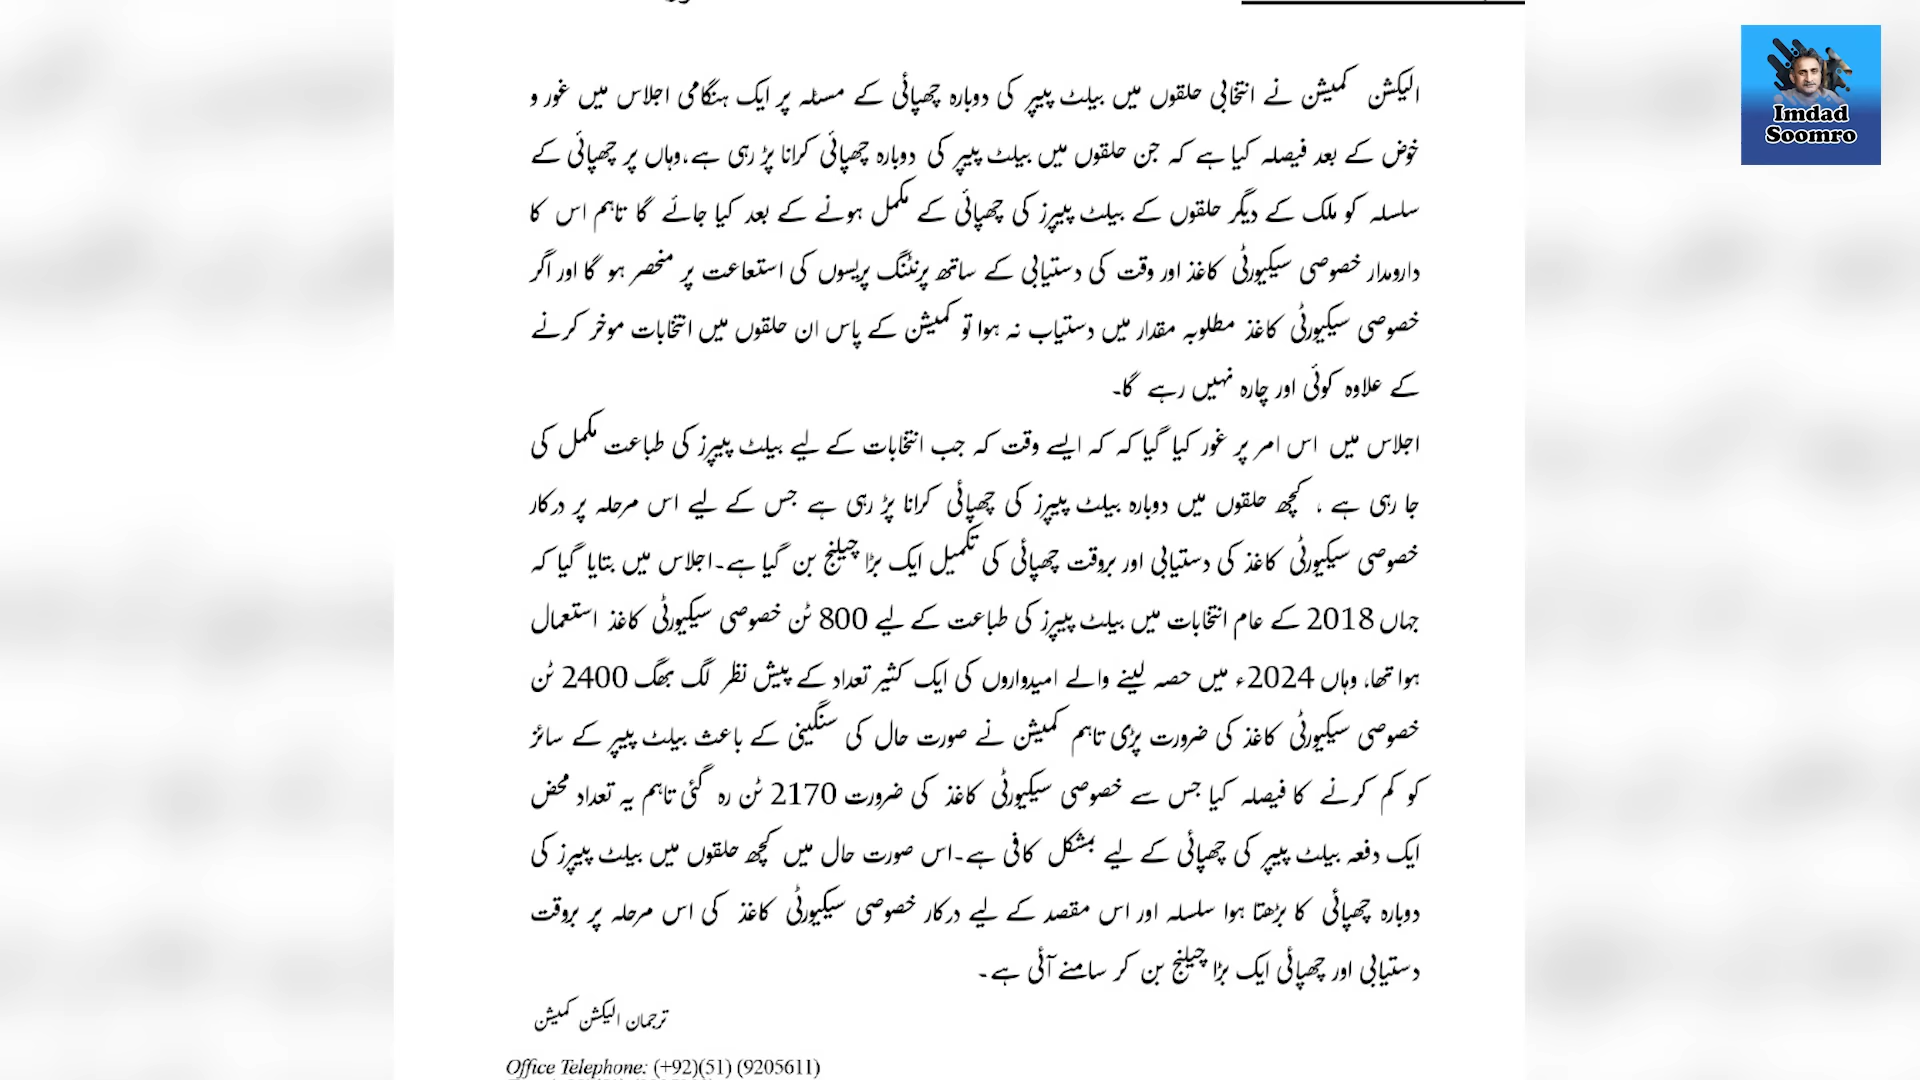 الیکشن کمیشن نے انتخابی حلقوں میں بیلٹ پیپر کی دوبارہ چھپائی کے مسئلہ پر ایک ہنگامی اجلاس میں غور و
خوض کے بعد فیصلہ کیا ہے کہ جن حلقوں میں بیلٹ پیپر کی دوبارہ چھپائی کرانا پڑ رہی ہے،وہاں پر چھپائی کے
سلسلہ کو ملک کے دیگر حلقوں کے بیلٹ پیپرز کی چھپائی کے مکمل ہونے کے بعد کیا جائے گا تاہم اس کا
دارومدار خصوصی سیکیورٹی کاغذ اور وقت کی دستیابی کے ساتھ پرنٹنگ پریسوں کی استعاعت پر منحصر ہو گا اور اگر
خصوصی سیکیورٹی کاغذ مطلوبہ مقدار میں دستیاب نہ ہوا تو کمیشن کے پاس ان حلقوں میں انتخابات موخر کرنے
کے علاوہ کوئی اور چارہ نہیں رہے گا۔
اجلاس میں اس امر پر غور کیا گیا کہ کہ ایسے وقت کہ جب انتخابات کے لیے بیلٹ پیپرز کی طباعت مکمل کی
جا رہی ہے ، کچھ حلقوں میں دوبارہ بیلٹ پیپرز کی چھپائی کرانا پڑ رہی ہے جس کے لیے اس مرحلہ پر درکار
خصوصی سیکیورٹی کاغذ کی دستیابی اور بروقت چھپائی کی تکمیل ایک بڑا چیلنج بن گیا ہے۔اجلاس میں بتایا گیا کہ
جہاں 2018 کے عام انتخابات میں بیلٹ پیپرز کی طباعت کے لیے 800 ٹن خصوصی سیکیورٹی کاغذ استعمال
ہوا تھا، وہاں 2024ء میں حصہ لینے والے امیدواروں کی ایک کثیر تعداد کے پیش نظر لگ بھگ 2400 ٹن
خصوصی سیکیورٹی کاغذ کی ضرورت پڑی تاہم کمیشن نے صورت حال کی سنگینی کے باعث بیلٹ پیپر کے سائز
کو کم کرنے کا فیصلہ کیا جس سے خصوصی سیکیورٹی کاغذ کی ضرورت 2170 ٹن رہ گئی تاہم یہ تعداد محض
ایک دفعہ بیلٹ پیپر کی چھپائی کے لیے بمشکل کافی ہے۔اس صورت حال میں کچھ حلقوں میں بیلٹ پیپرز کی
دوبارہ چھپائی کا بڑھتا ہوا سلسلہ اور اس مقصد کے لیے درکار خصوصی سیکیورٹی کاغذ کی اس مرحلہ پر بروقت
دستیابی اور چھپائی ایک بڑا چیلنج بن کر سامنے آئی ہے۔
ترجمان الیکشن کمیشن
Office Telephone: (+92)(51) (9205611)
Imdad
Soomro